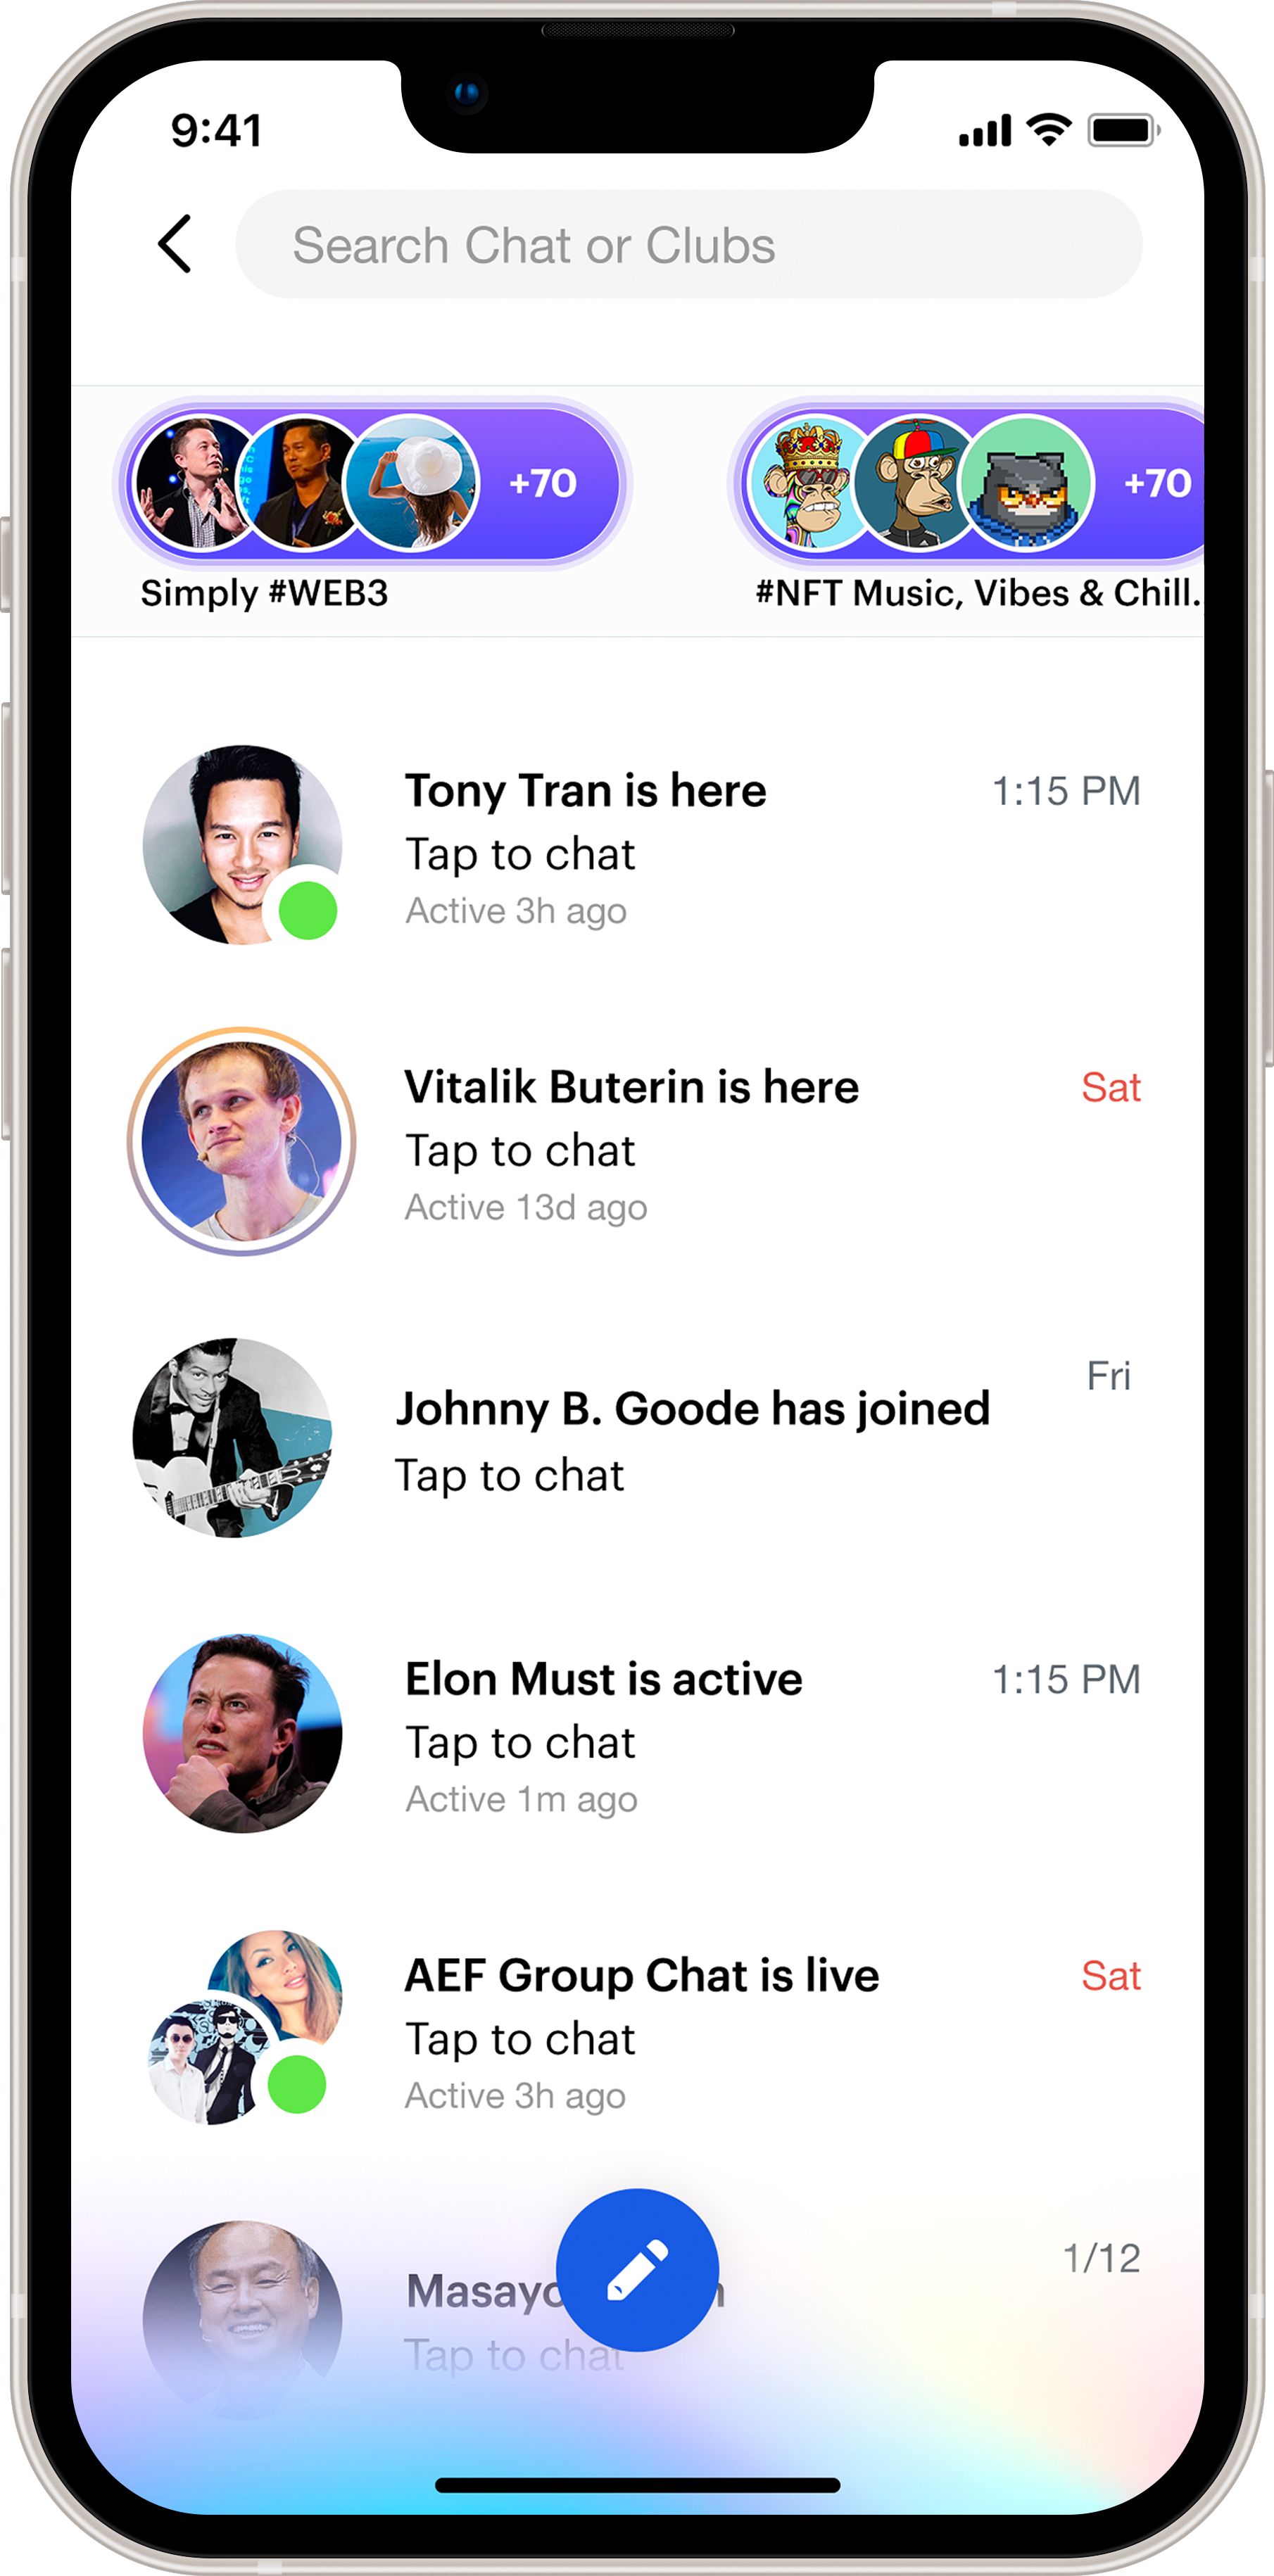 9:41
Search Chat or Clubs
+70
+70
Simply #WEB3
#NFT Music, Vibes & Chill.
Tony Tran is here
1:15 PM
Tap to chat
Active 3h ago
Vitalik Buterin is here
Sat
Tap to chat
Active 13d ago
Fri
Johnny B. Goode has joined
Tap to chat
Elon Must is active
1:15 PM
Tap to chat
Active 1m ago
AEF Group Chat is live
Sat
Tap to chat
Active 3h ago
1/12
Tap to chat